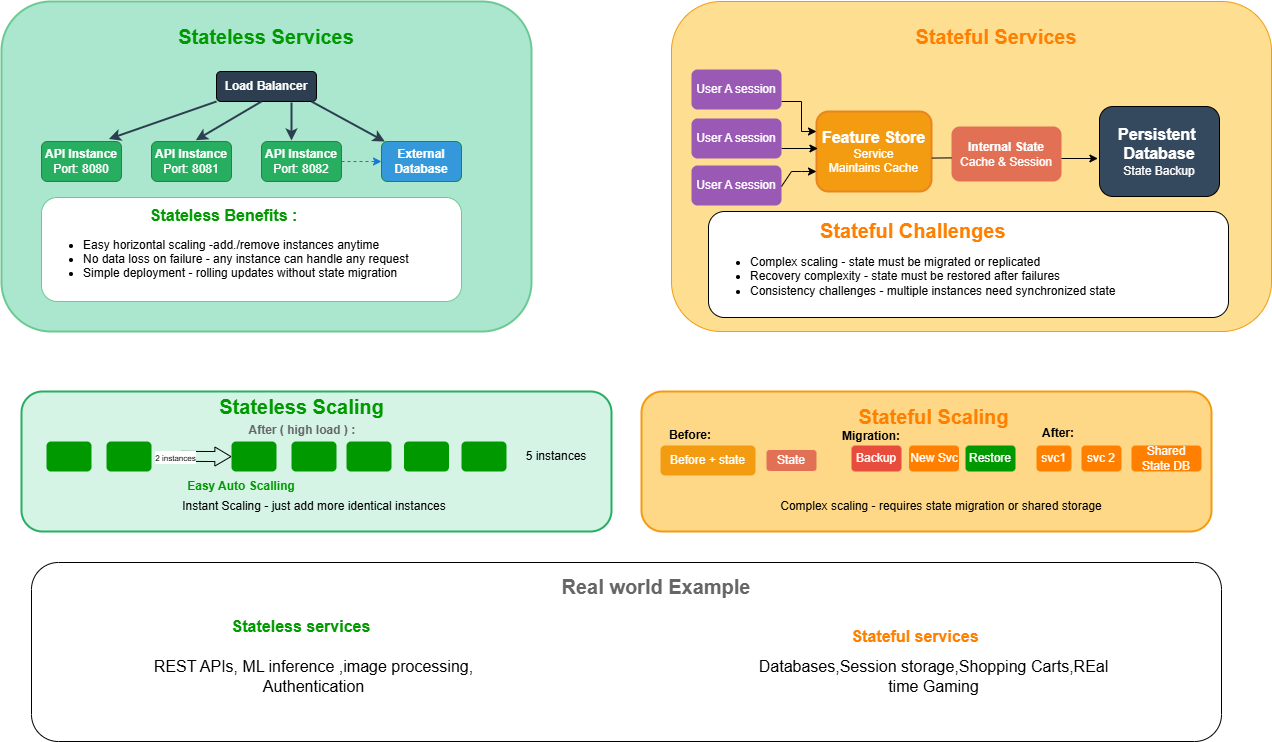 Stateless Services
Load Balancer
API Instance
Port: 8080
API Instance
Port: 8081
API Instance
Port: 8082
External
Database
Stateless Benefits :
Easy horizontal scaling -add./remove instances anytime
No data loss on failure - any instance can handle any request
Simple deployment - rolling updates without state migration
Stateful Services
User A session
User A session
User A session
Feature Store
Service
Maintains Cache
Internal State
Cache & Session
Persistent
Database
State Backup
Stateful Challenges
Complex scaling - state must be migrated or replicated
Recovery complexity - state must be restored after failures
Consistency challenges - multiple instances need synchronized state
Stateless Scaling
After ( high load ) :
2 instances
5 instances
Easy Auto Scalling
Instant Scaling - just add more identical instances
Stateful Scaling
Before:
Before + state
State
Migration:
Backup
New Svc
Restore
After:
svc1
svc 2
Shared
State DB
Complex scaling - requires state migration or shared storage
Real world Example
Stateless services
REST APIs, ML inference ,image processing,
Authentication
Stateful services
Databases,Session storage,Shopping Carts,REal
time Gaming